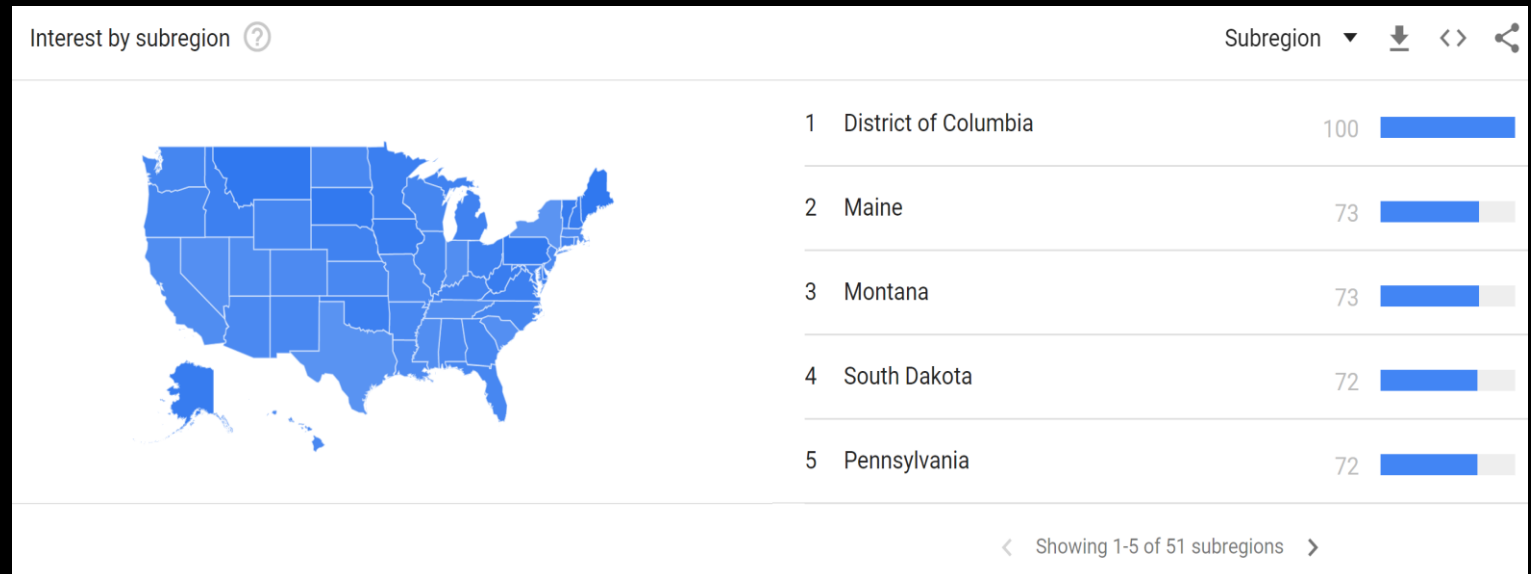 Interest by subregion ?
Subregion
1 District of Columbia 100
2 Maine 73
3 Montana 73
4 South Dakota 72
5 Pennsylvania 72
Showing 1-5 of 51 subregions